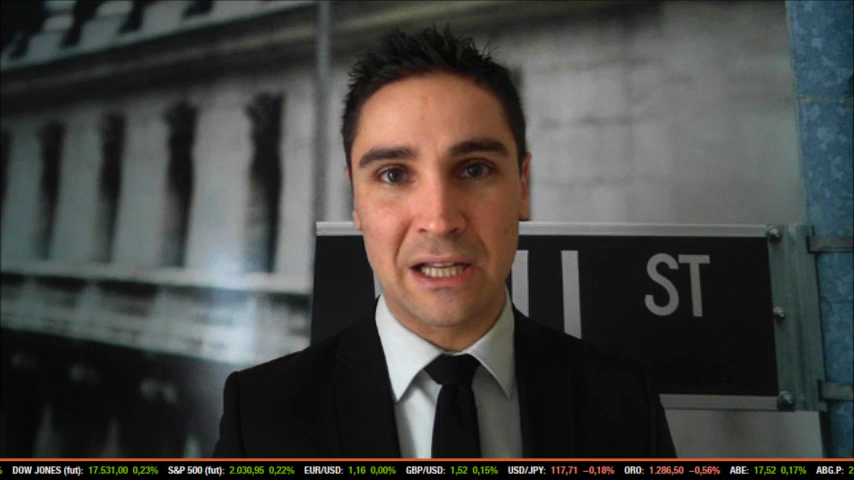 ST
% DOW JONES (fut): 17.531,00 0,23% S&P 500 (fut): 2.030,95 0,22% EUR/USD: 1,16 0,00% GBP/USD: 1,52 0,15% USD/JPY: 117,71 −0,18% ORO: 1.286,50 −0,56% ABE: 17,52 0,17% ABG.P: 2